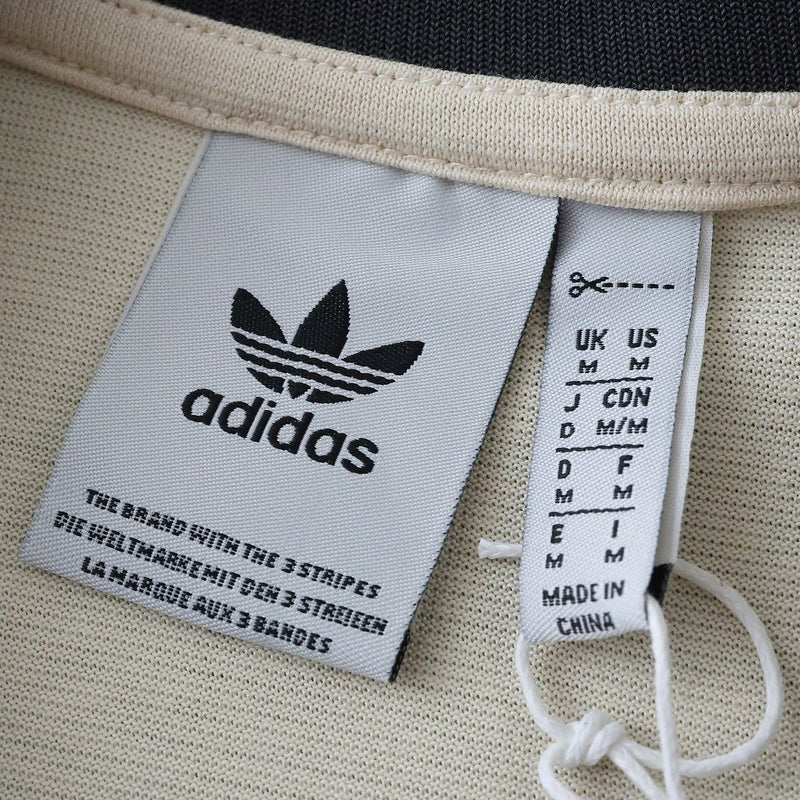 adidas
THE BRAND WITH THE 3 STRIPES
DIE WELTMARKE MIT DEN 3 STREIFEN
LA MARQUE AUX 3 BANDES
UK US
M M
J CDN
D M/M
D F
M M
E I
M M
MADE IN
CHINA